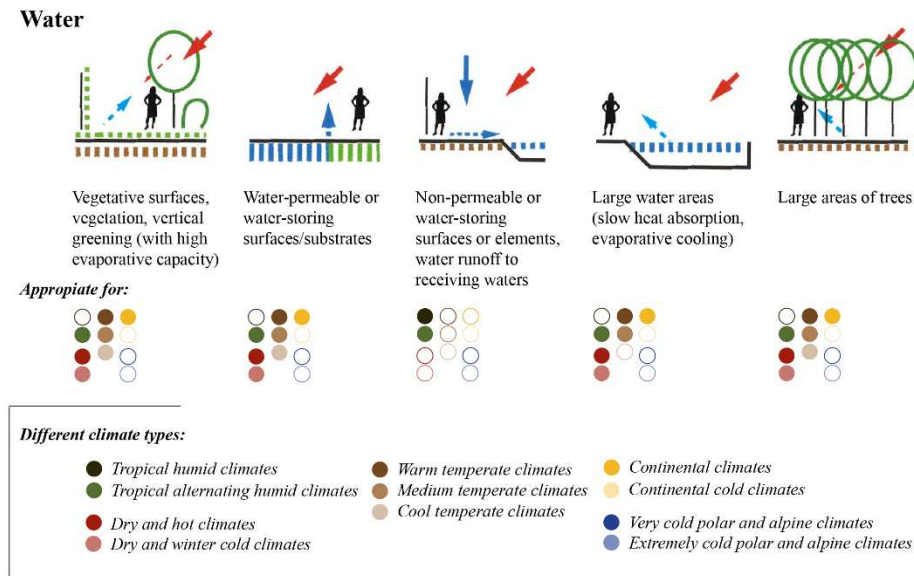 Water
Vegetative surfaces,
vegetation, vertical
greening (with high
evaporative capacity)
Water-permeable or
water-storing
surfaces/substrates
Non-permeable or
water-storing
surfaces or elements,
water runoff to
receiving waters
Large water areas
(slow heat absorption,
evaporative cooling)
Large areas of trees
Appropiate for:
Different climate types:
Tropical humid climates
Tropical alternating humid climates
Dry and hot climates
Dry and winter cold climates
Warm temperate climates
Medium temperate climates
Cool temperate climates
Continental climates
Continental cold climates
Very cold polar and alpine climates
Extremely cold polar and alpine climates